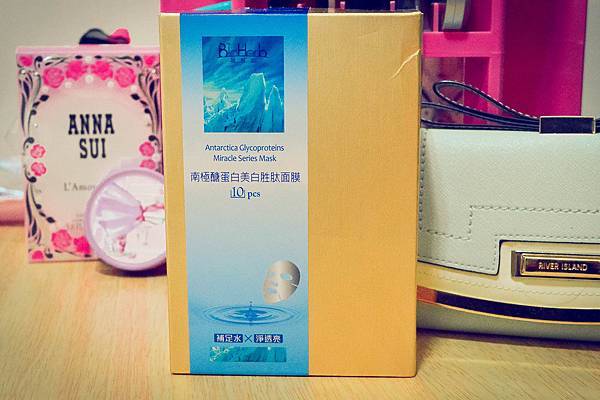 ANNA
SUI
L'Amou
BioHerb
Antarctica Glycoproteins
Miracle Series Mask
南極醣蛋白美白胜肽面膜
10 pcs
補足水 X 淨透亮
RIVER ISLAND